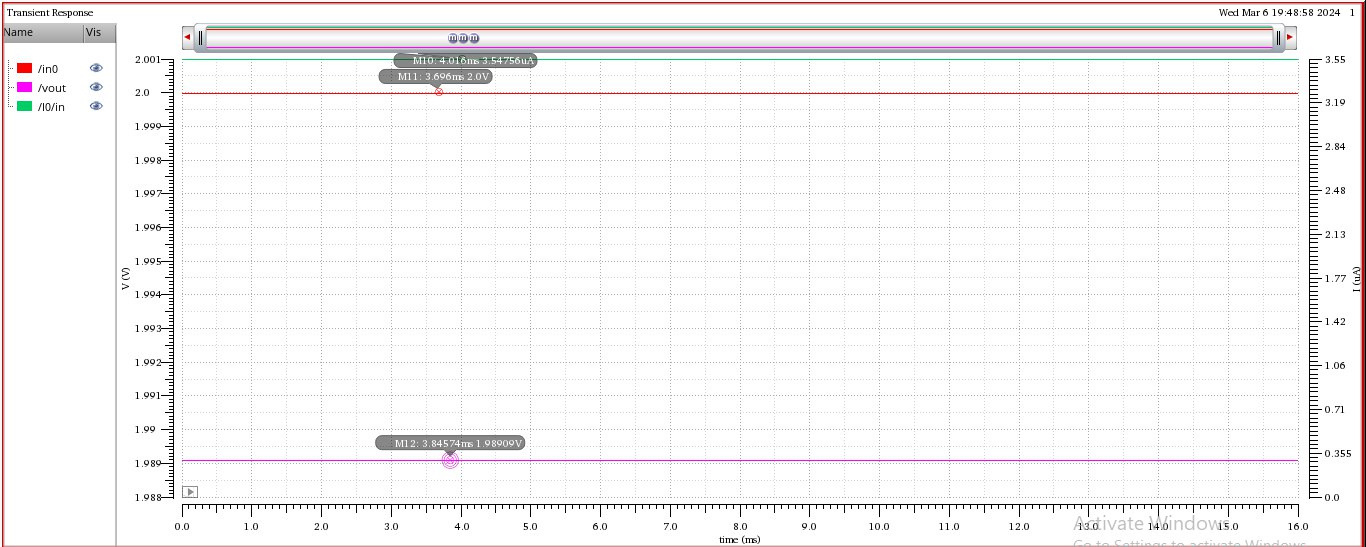 Transient Response
Wed Mar 6 19:48:58 2024 1
Name Vis
/in0
/vout
/I0/in
m m m
M10: 4.016ms 3.54756uA
M11: 3.696ms 2.0V
M12: 3.84574ms 1.98909V
V (V)
2.001
2.0
1.999
1.998
1.997
1.996
1.995
1.994
1.993
1.992
1.991
1.99
1.989
1.988
3.55
3.19
2.84
2.48
2.13
1.77
1.42
1.06
0.71
0.355
0.0
I (uA)
0.0 1.0 2.0 3.0 4.0 5.0 6.0 7.0 8.0 9.0 10.0 11.0 12.0 13.0 14.0 15.0 16.0
time (ms)
Activate Windows
Go to Settings to activate Windows.